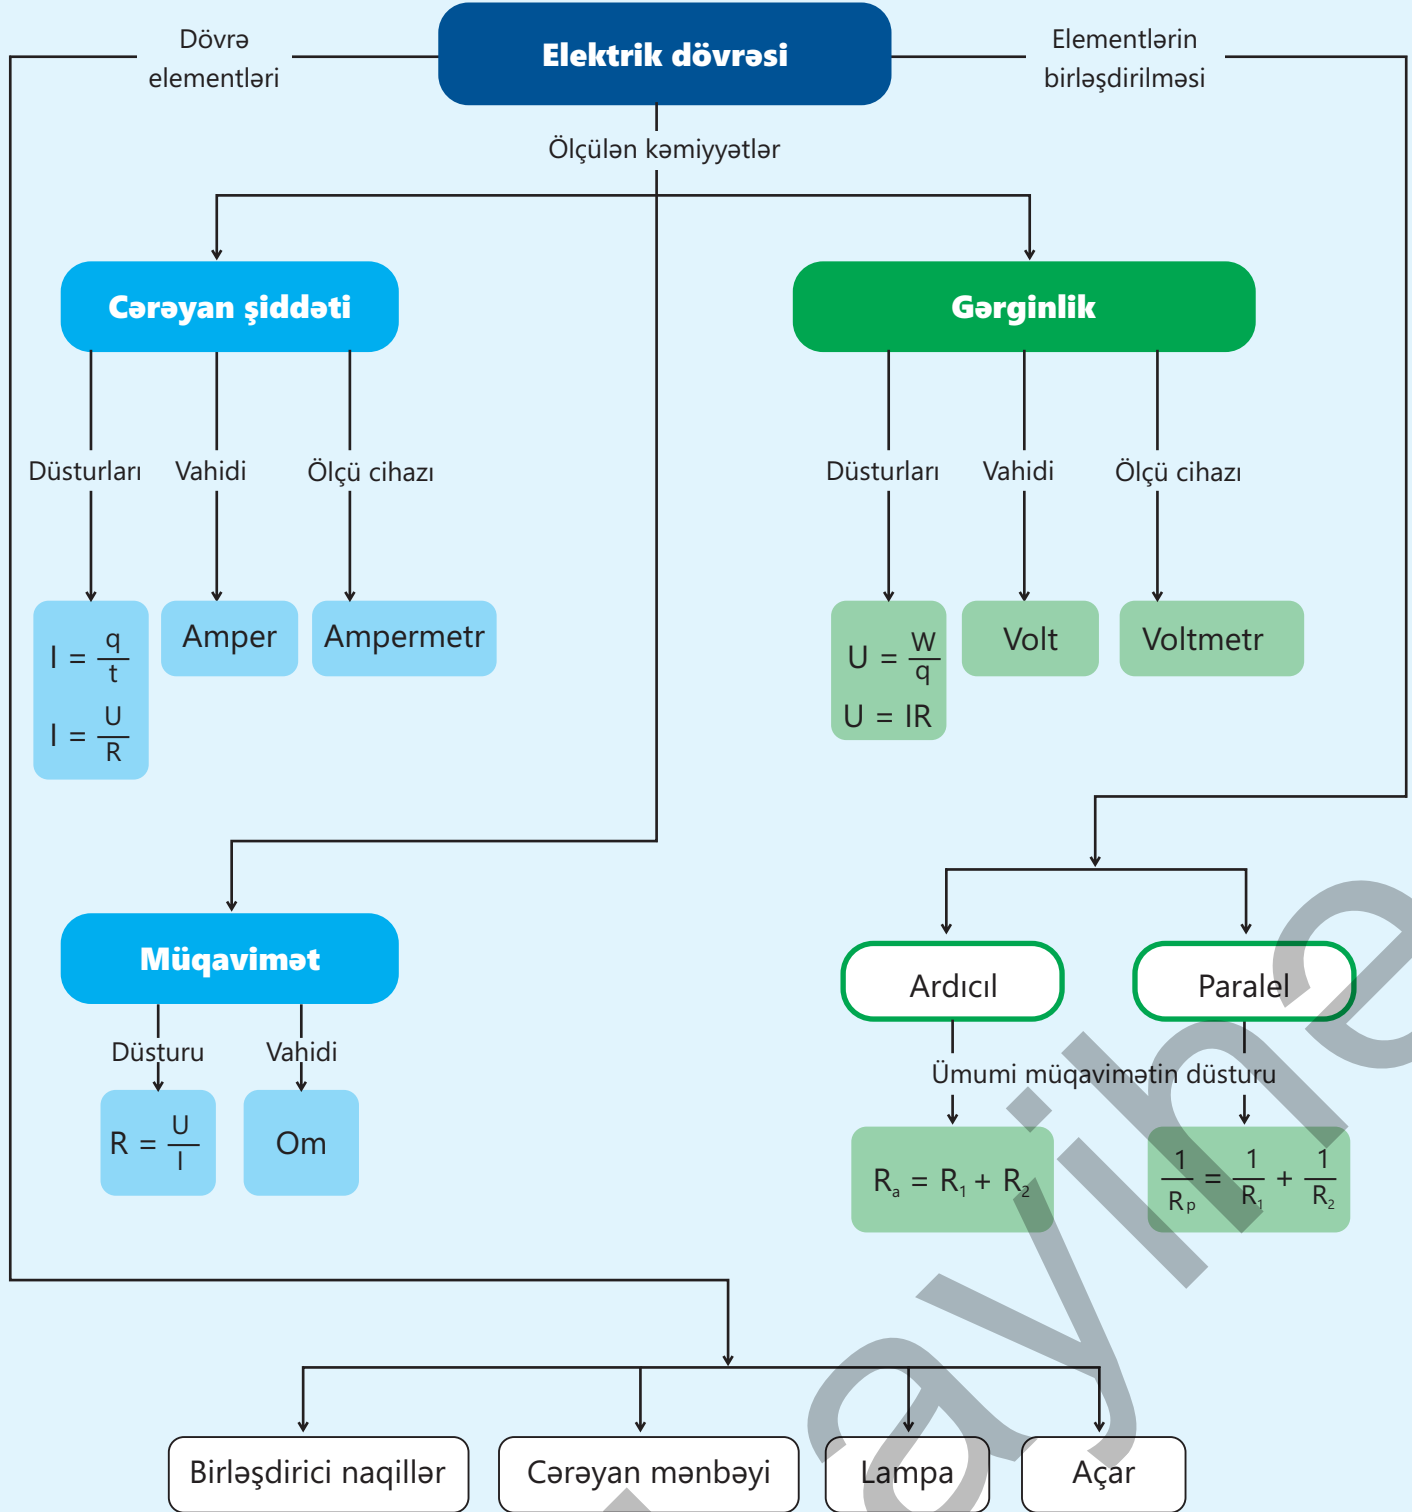 Dövrə
elementləri
Elektrik dövrəsi
Elementlərin
birləşdirilməsi
Ölçülən kəmiyyətlər
Cərəyan şiddəti
Gərginlik
Düsturları Vahidi Ölçü cihazı
Düsturları Vahidi Ölçü cihazı
I = q/t
I = U/R
Amper
Ampermetr
U = W/q
U = IR
Volt
Voltmetr
Müqavimət
Düsturu Vahidi
R = U/I
Om
Ardıcıl
Paralel
Ümumi müqavimətin düsturu
Rₐ = R₁ + R₂
1/Rₚ = 1/R₁ + 1/R₂
Birləşdirici naqillər
Cərəyan mənbəyi
Lampa
Açar